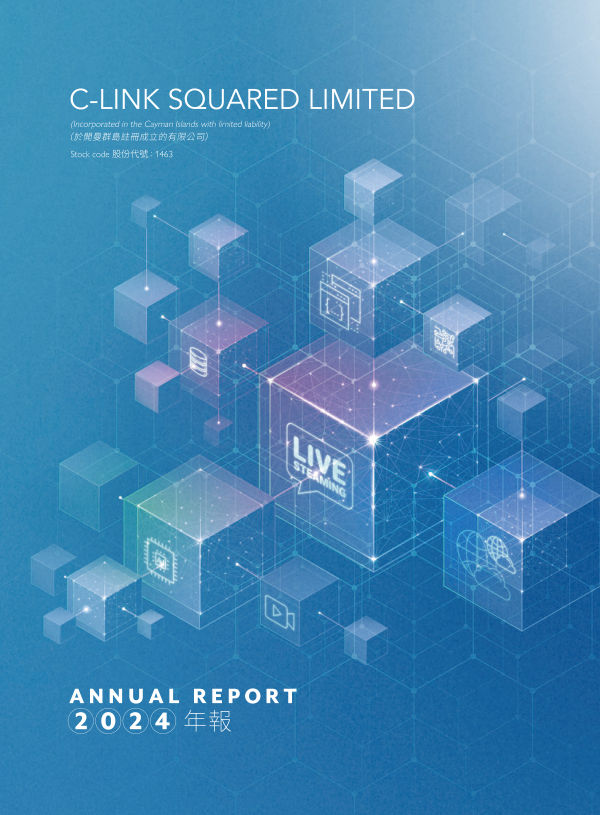 C-LINK SQUARED LIMITED
(Incorporated in the Cayman Islands with limited liability)
(於開曼群島註冊成立的有限公司)
Stock code 股份代號：1463
LIVE
STEAMING
ANNUAL REPORT
2024 年報